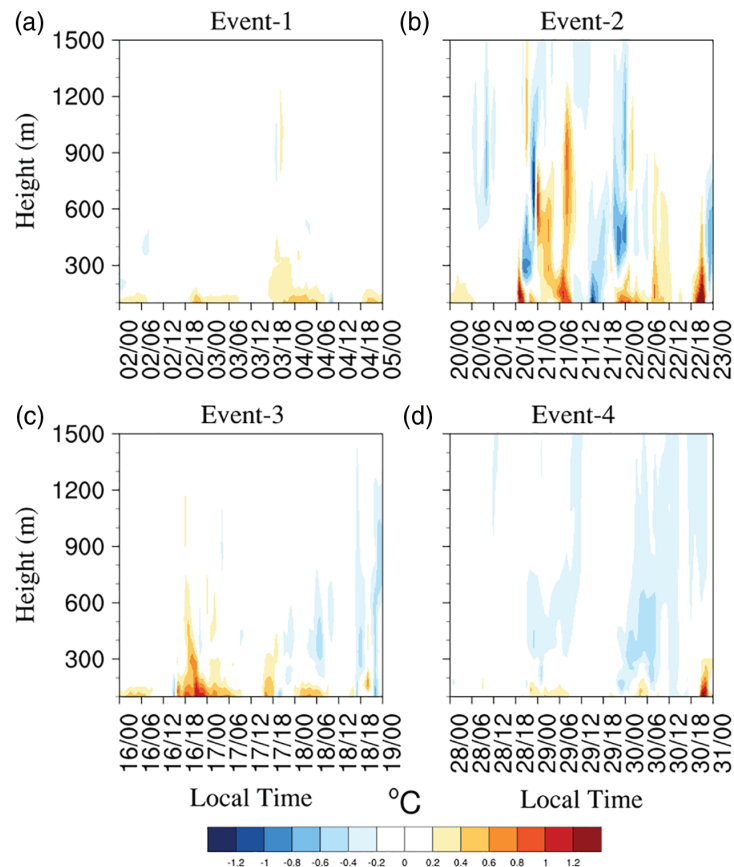 (a) Event-1 (b) Event-2
1500
1200
900
600
300
Height (m)
02/00 02/06 02/12 02/18 03/00 03/06 03/12 03/18 04/00 04/06 04/12 04/18 05/00
20/00 20/06 20/12 20/18 21/00 21/06 21/12 21/18 22/00 22/06 22/12 22/18 23/00
(c) Event-3 (d) Event-4
1500
1200
900
600
300
Height (m)
16/00 16/06 16/12 16/18 17/00 17/06 17/12 17/18 18/00 18/06 18/12 18/18 19/00
28/00 28/06 28/12 28/18 29/00 29/06 29/12 29/18 30/00 30/06 30/12 30/18 31/00
Local Time °C Local Time
-1.2 -1 -0.8 -0.6 -0.4 -0.2 0 0.2 0.4 0.6 0.8 1 1.2